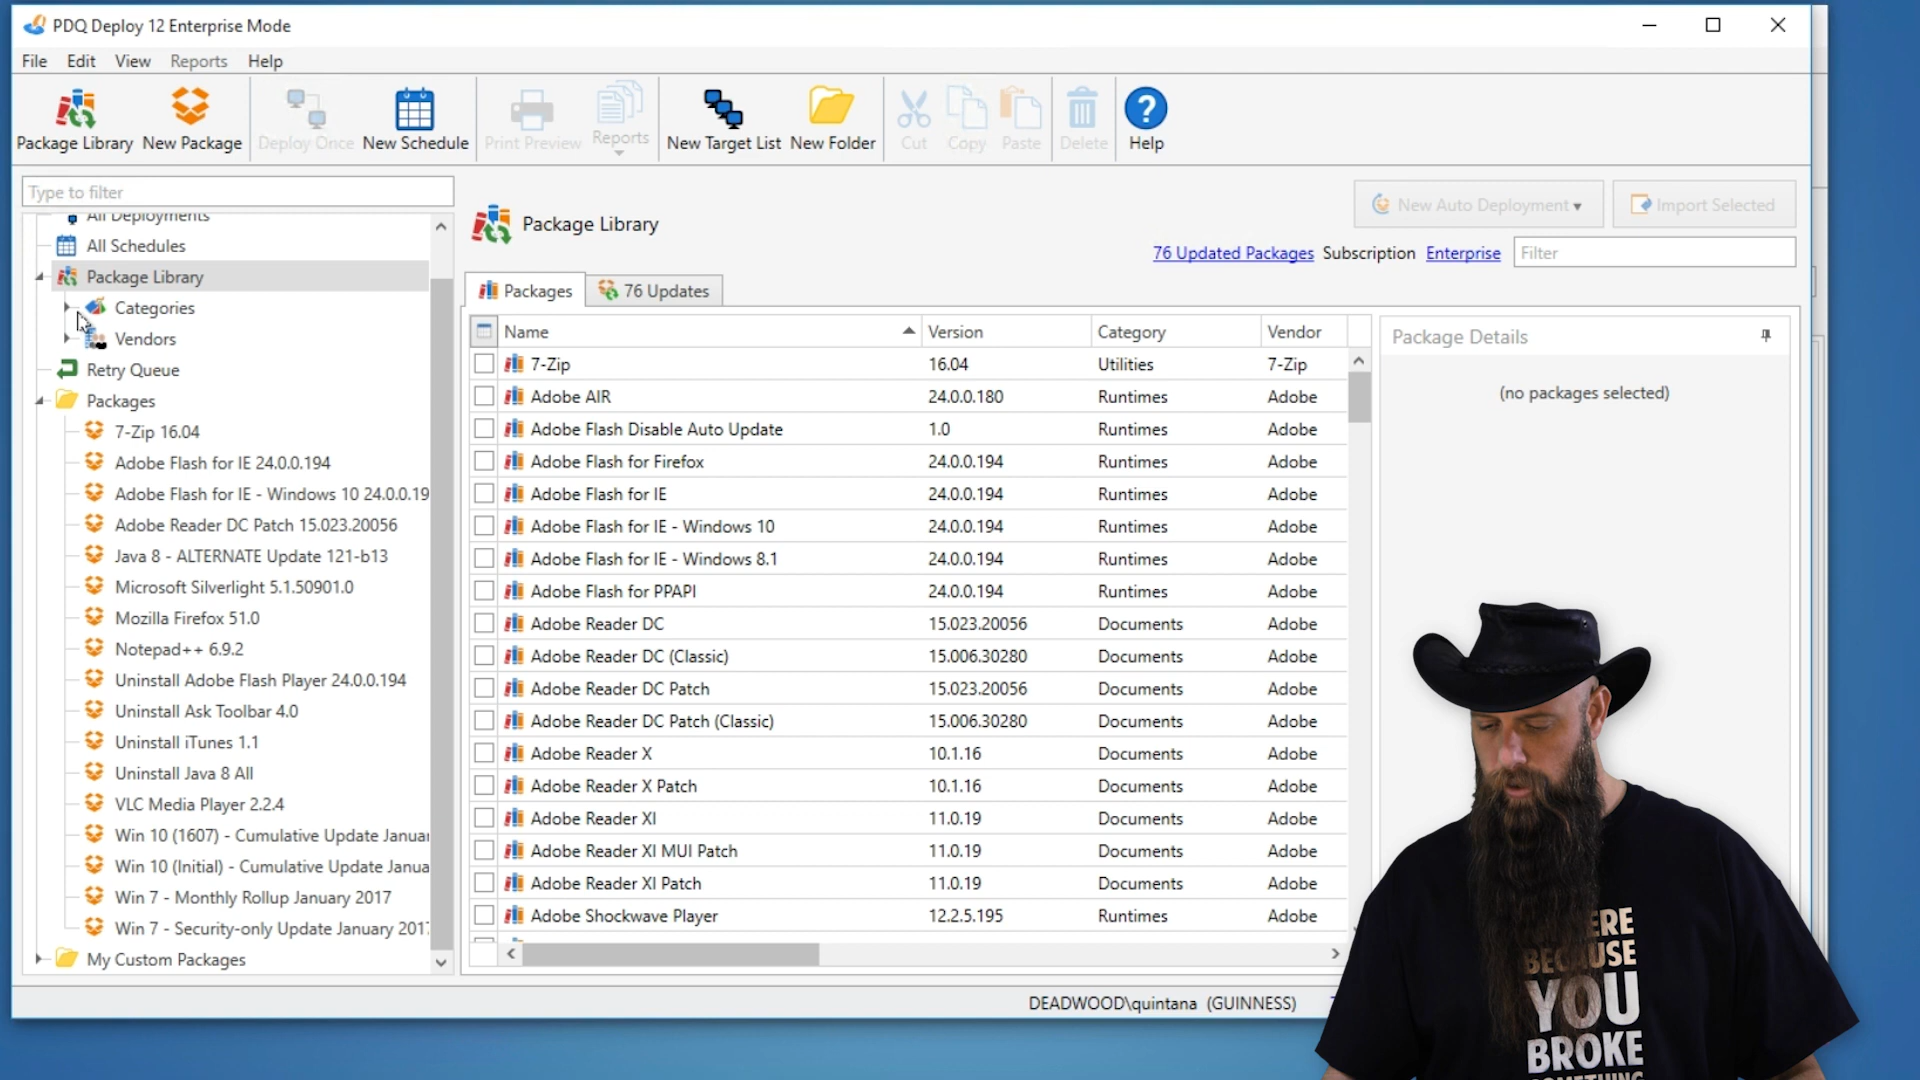 PDQ Deploy 12 Enterprise Mode
File Edit View Reports Help
Package Library New Package Deploy Once New Schedule Print Preview Reports New Target List New Folder Cut Copy Paste Delete Help
Type to filter
All Deployments
All Schedules
Package Library
Categories
Vendors
Retry Queue
Packages
7-Zip 16.04
Adobe Flash for IE 24.0.0.194
Adobe Flash for IE - Windows 10 24.0.0.19
Adobe Reader DC Patch 15.023.20056
Java 8 - ALTERNATE Update 121-b13
Microsoft Silverlight 5.1.50901.0
Mozilla Firefox 51.0
Notepad++ 6.9.2
Uninstall Adobe Flash Player 24.0.0.194
Uninstall Ask Toolbar 4.0
Uninstall iTunes 1.1
Uninstall Java 8 All
VLC Media Player 2.2.4
Win 10 (1607) - Cumulative Update Januar
Win 10 (Initial) - Cumulative Update Janua
Win 7 - Monthly Rollup January 2017
Win 7 - Security-only Update January 2017
My Custom Packages
Package Library
New Auto Deployment
Import Selected
76 Updated Packages Subscription Enterprise Filter
Packages 76 Updates
Name Version Category Vendor
7-Zip 16.04 Utilities 7-Zip
Adobe AIR 24.0.0.180 Runtimes Adobe
Adobe Flash Disable Auto Update 1.0 Runtimes Adobe
Adobe Flash for Firefox 24.0.0.194 Runtimes Adobe
Adobe Flash for IE 24.0.0.194 Runtimes Adobe
Adobe Flash for IE - Windows 10 24.0.0.194 Runtimes Adobe
Adobe Flash for IE - Windows 8.1 24.0.0.194 Runtimes Adobe
Adobe Flash for PPAPI 24.0.0.194 Runtimes Adobe
Adobe Reader DC 15.023.20056 Documents Adobe
Adobe Reader DC (Classic) 15.006.30280 Documents Adobe
Adobe Reader DC Patch 15.023.20056 Documents Adobe
Adobe Reader DC Patch (Classic) 15.006.30280 Documents Adobe
Adobe Reader X 10.1.16 Documents Adobe
Adobe Reader X Patch 10.1.16 Documents Adobe
Adobe Reader XI 11.0.19 Documents Adobe
Adobe Reader XI MUI Patch 11.0.19 Documents Adobe
Adobe Reader XI Patch 11.0.19 Documents Adobe
Adobe Shockwave Player 12.2.5.195 Runtimes Adobe
Package Details
(no packages selected)
DEADWOOD\quintana (GUINNESS)
YOU
BROKE